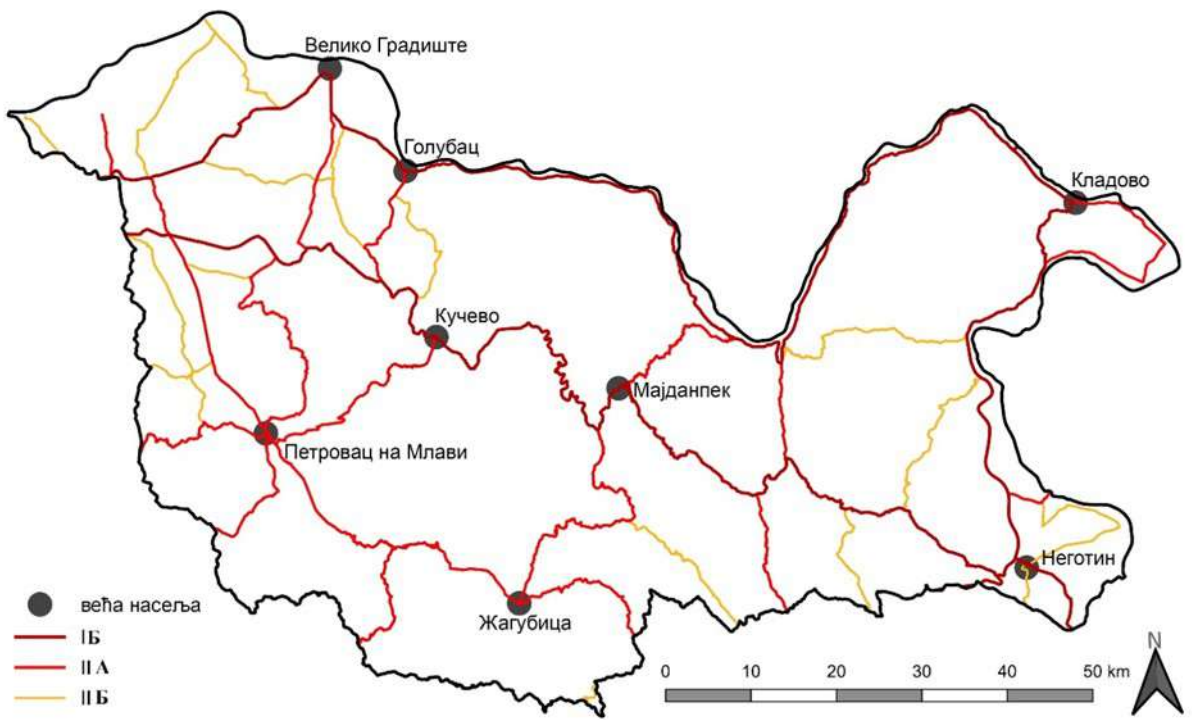 Велико Градиште
Голубац
Кладово
Кучево
Мајданпек
Петровац на Млави
Неготин
Жагубица
већа насеља
I Б
II А
II Б
0 10 20 30 40 50 km
N